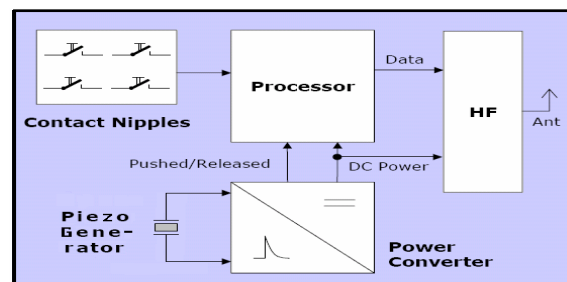 Processor
Data
HF
Contact Nipples
Ant
Pushed/Released
DC Power
Piezo
Gene-
rator
Power
Converter